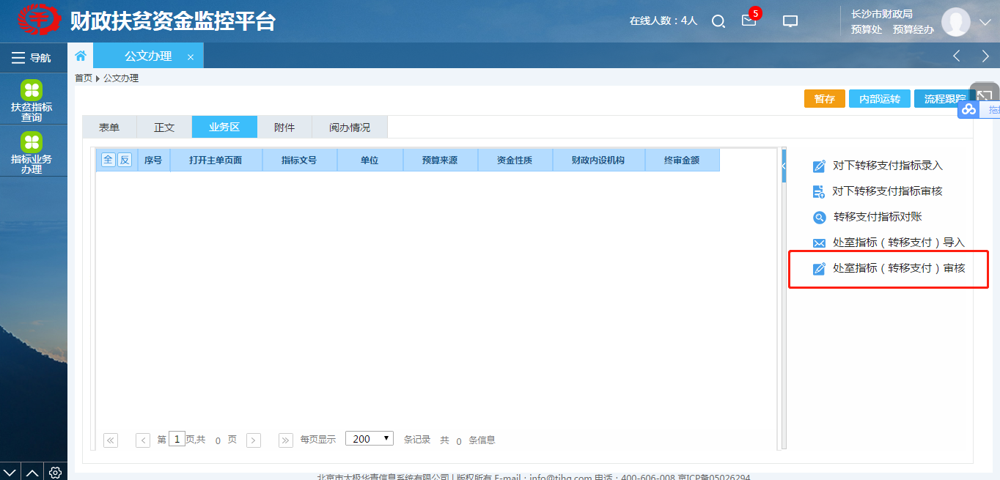 财政扶贫资金监控平台
在线人数：4人
5
长沙市财政局
预算处 预算经办
导航
公文办理 ×
首页 公文办理
扶贫指标
查询
指标业务
办理
暂存 内部运转 流程跟踪
表单 正文 业务区 附件 阅办情况
全 反 序号 打开主单页面 指标文号 单位 预算来源 资金性质 财政内设机构 终审金额
对下转移支付指标录入
对下转移支付指标审核
转移支付指标对账
处室指标（转移支付）导入
处室指标（转移支付）审核
第 1 页,共 0 页 每页显示 200 条记录 共 0 条信息
北京市太极华青信息系统有限公司 | 版权所有 E-mail：info@tjhq.com 电话：400-606-008 京ICP备05026294